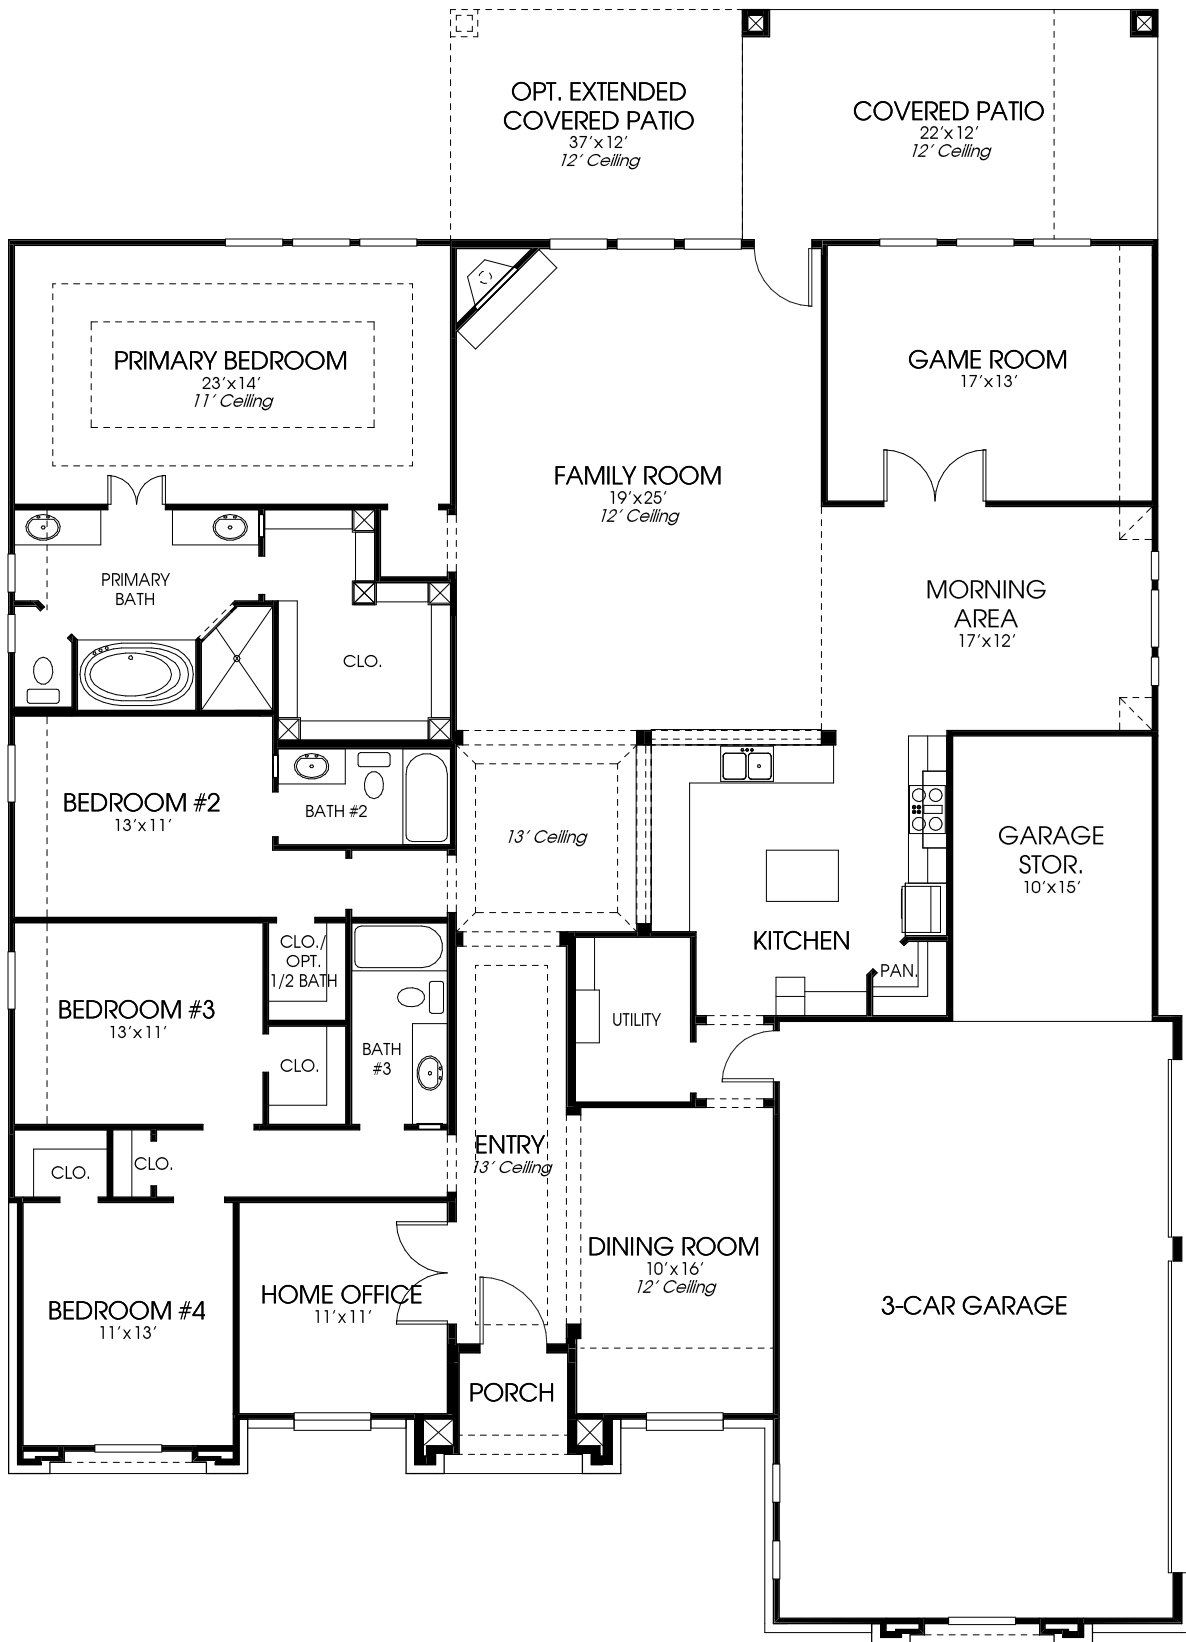 OPT. EXTENDED
COVERED PATIO
37'x12'
12' Ceiling
COVERED PATIO
22'x12'
12' Ceiling
PRIMARY BEDROOM
23'x14'
11' Ceiling
GAME ROOM
17'x13'
FAMILY ROOM
19'x25'
12' Ceiling
PRIMARY
BATH
MORNING
AREA
17'x12'
CLO.
BEDROOM #2
13'x11'
BATH #2
13' Ceiling
GARAGE
STOR.
10'x15'
KITCHEN
CLO./
OPT.
1/2 BATH
PAN.
BEDROOM #3
13'x11'
UTILITY
CLO.
BATH
#3
ENTRY
13' Ceiling
CLO.
CLO.
DINING ROOM
10'x16'
12' Ceiling
HOME OFFICE
11'x11'
BEDROOM #4
11'x13'
3-CAR GARAGE
PORCH